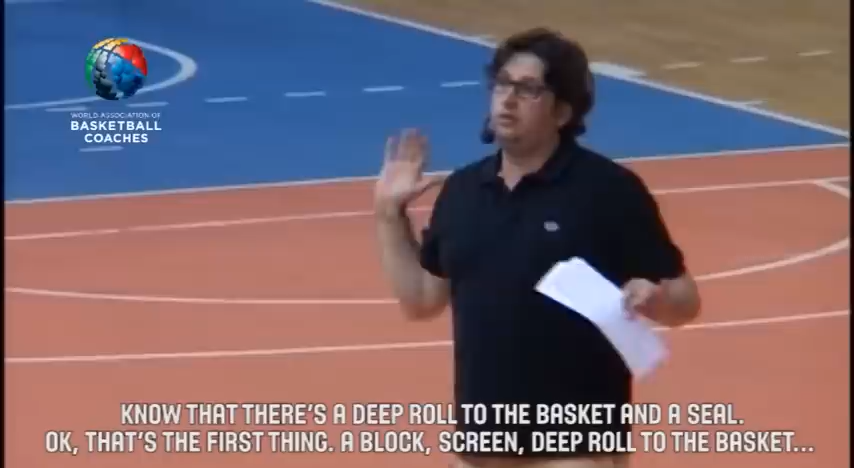 WORLD ASSOCIATION OF
BASKETBALL
COACHES
KNOW THAT THERE'S A DEEP ROLL TO THE BASKET AND A SEAL.
OK, THAT'S THE FIRST THING. A BLOCK, SCREEN, DEEP ROLL TO THE BASKET...